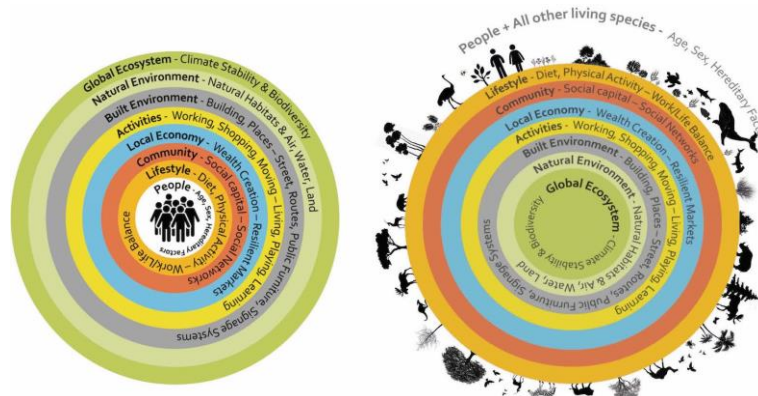 Global Ecosystem - Climate Stability & Biodiversity
Natural Environment - Natural Habitats & Air, Water, Land
Built Environment - Building, Places – Street, Routes, Public Furniture, Signage Systems
Activities - Working, Shopping, Moving – Living, Playing, Learning
Local Economy - Wealth Creation – Resilient Markets
Community - Social capital – Social Networks
Lifestyle - Diet, Physical Activity – Work/Life Balance
People - Age, Sex, Hereditary Factors
People + All other living species - Age, Sex, Hereditary Fac
Lifestyle - Diet, Physical Activity – Work/Life Balance
Community - Social capital – Social Networks
Local Economy - Wealth Creation – Resilient Markets
Activities - Working, Shopping, Moving – Living, Playing, Learning
Built Environment - Building, Places – Street, Routes, Public Furniture, Signage Systems
Natural Environment - Natural Habitats & Air, Water, Land
Global Ecosystem - Climate Stability & Biodiversity